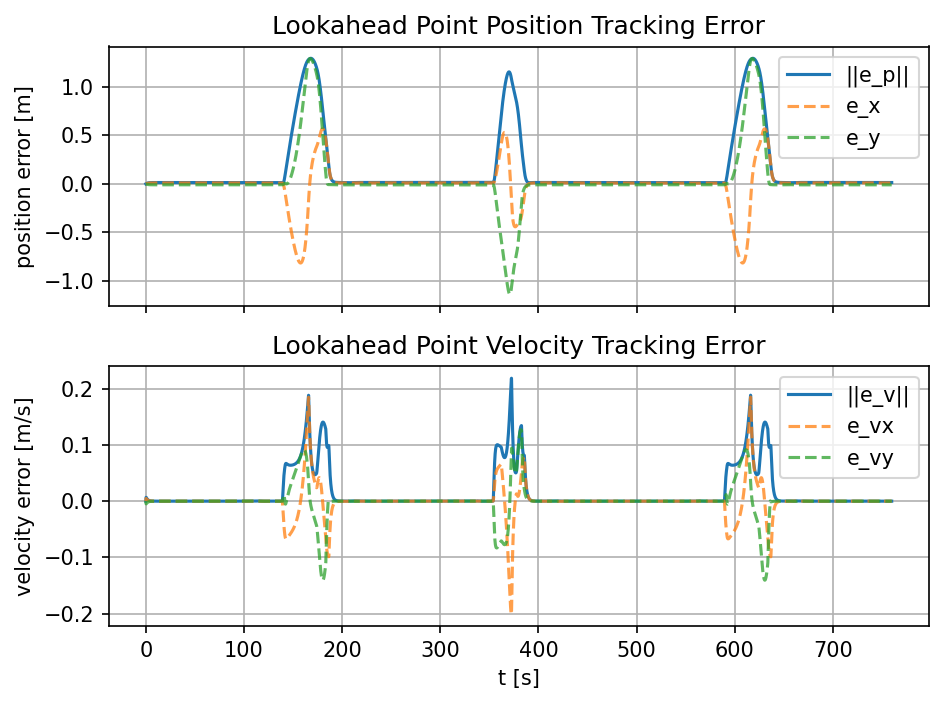 Lookahead Point Position Tracking Error
position error [m]
1.0
0.5
0.0
−0.5
−1.0
||e_p||
e_x
e_y
Lookahead Point Velocity Tracking Error
velocity error [m/s]
0.2
0.1
0.0
−0.1
−0.2
||e_v||
e_vx
e_vy
0 100 200 300 400 500 600 700
t [s]